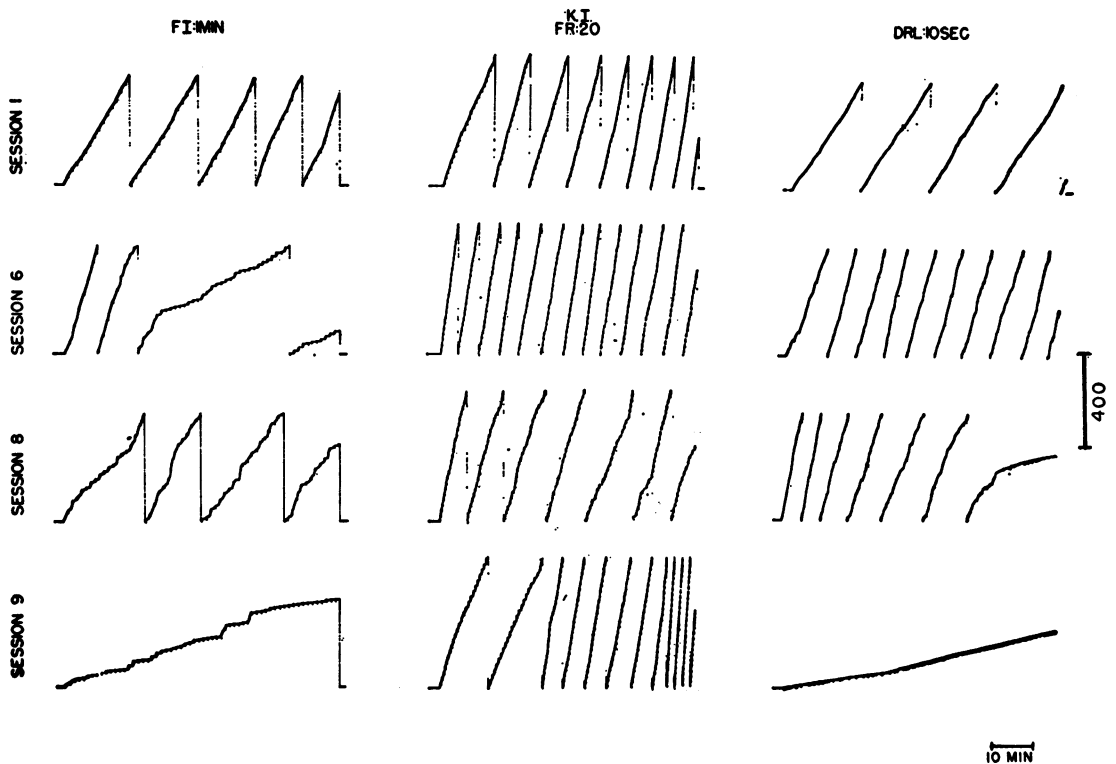 K.I.
FI:1MIN FR:20 DRL:10SEC
SESSION 1
SESSION 6
SESSION 8
SESSION 9
400
10 MIN